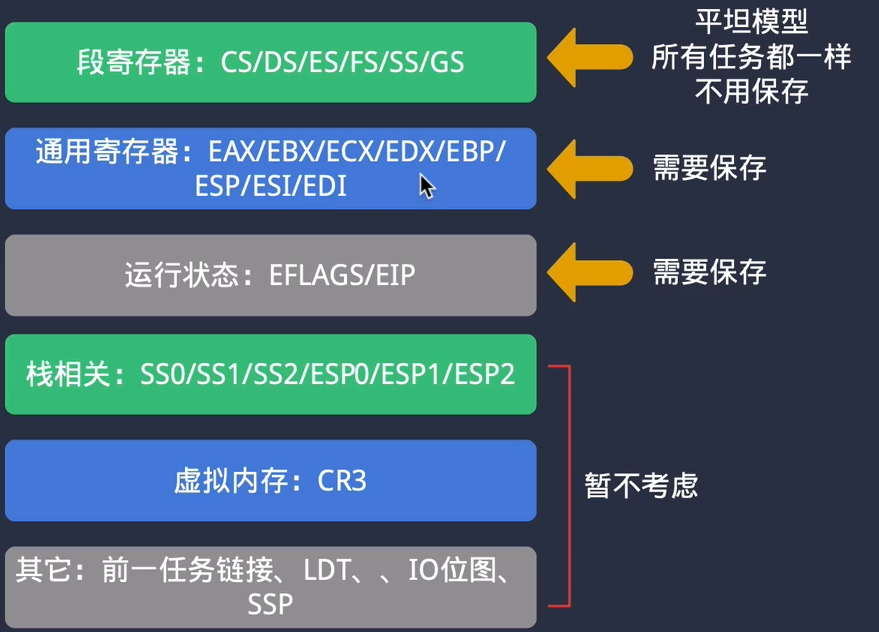 段寄存器：CS/DS/ES/FS/SS/GS
平坦模型
所有任务都一样
不用保存
通用寄存器：EAX/EBX/ECX/EDX/EBP/
ESP/ESI/EDI
需要保存
运行状态：EFLAGS/EIP
需要保存
栈相关：SS0/SS1/SS2/ESP0/ESP1/ESP2
虚拟内存：CR3
暂不考虑
其它：前一任务链接、LDT、、IO位图、
SSP